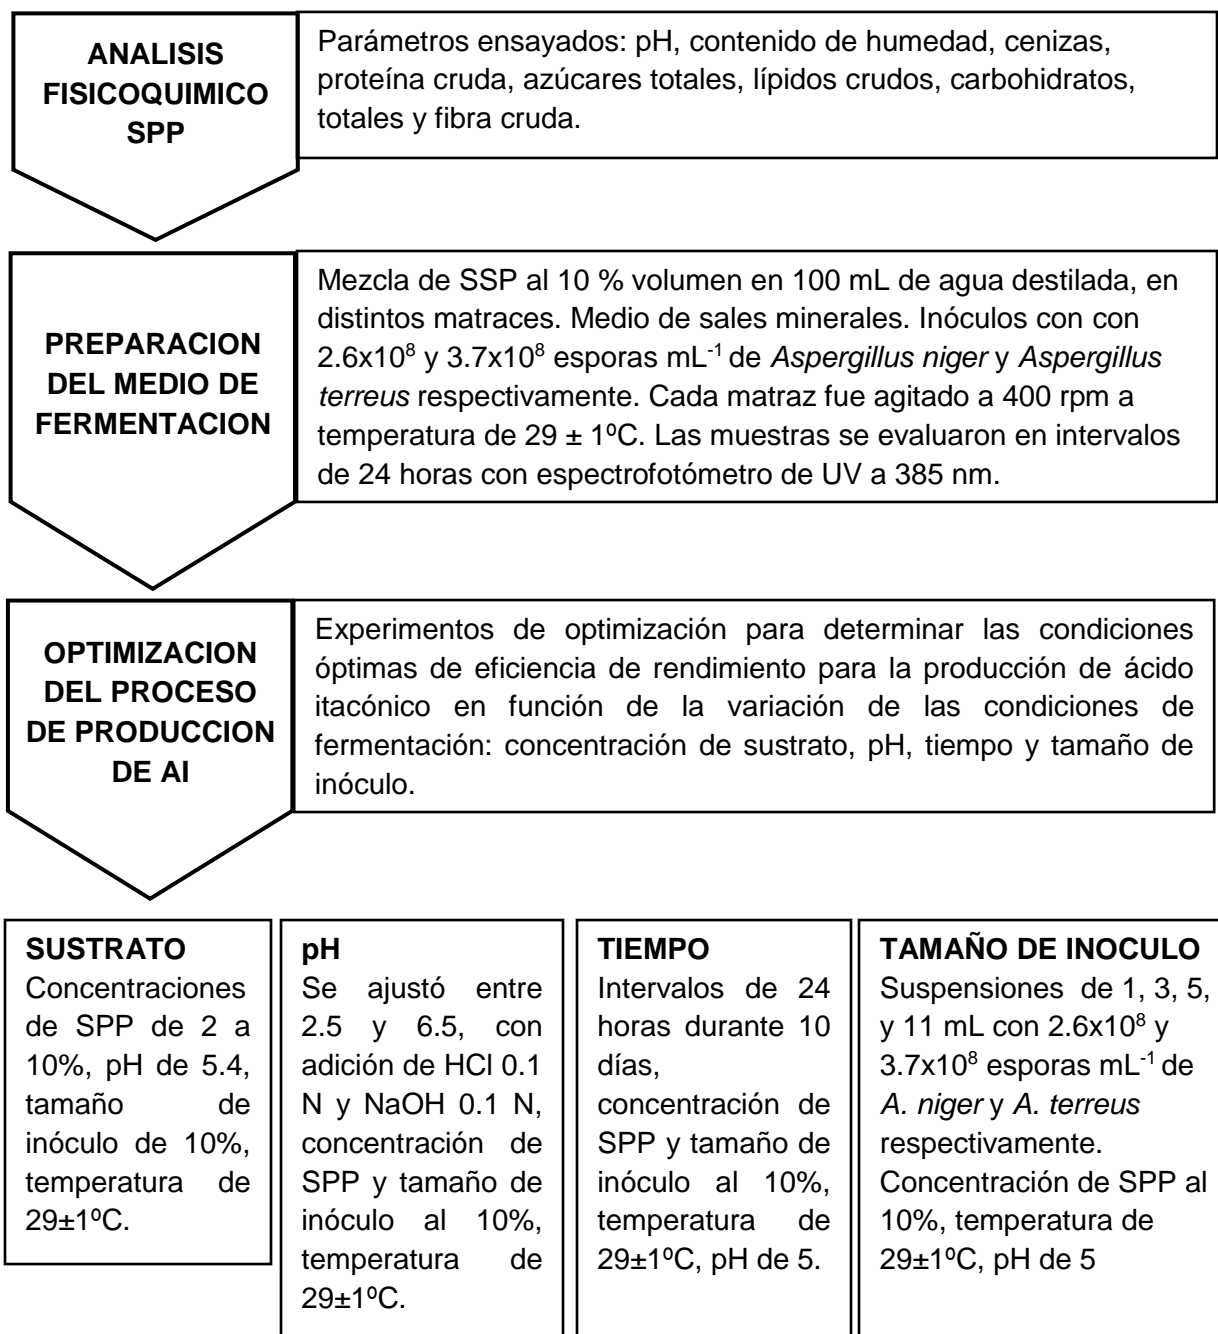 ANALISIS
FISICOQUIMICO
SPP
Parámetros ensayados: pH, contenido de humedad, cenizas,
proteína cruda, azúcares totales, lípidos crudos, carbohidratos,
totales y fibra cruda.
PREPARACION
DEL MEDIO DE
FERMENTACION
Mezcla de SSP al 10 % volumen en 100 mL de agua destilada, en
distintos matraces. Medio de sales minerales. Inóculos con con
2.6x10⁸ y 3.7x10⁸ esporas mL⁻¹ de Aspergillus niger y Aspergillus
terreus respectivamente. Cada matraz fue agitado a 400 rpm a
temperatura de 29 ± 1ºC. Las muestras se evaluaron en intervalos
de 24 horas con espectrofotómetro de UV a 385 nm.
OPTIMIZACION
DEL PROCESO
DE PRODUCCION
DE AI
Experimentos de optimización para determinar las condiciones
óptimas de eficiencia de rendimiento para la producción de ácido
itacónico en función de la variación de las condiciones de
fermentación: concentración de sustrato, pH, tiempo y tamaño de
inóculo.
SUSTRATO
Concentraciones
de SPP de 2 a
10%, pH de 5.4,
tamaño de
inóculo de 10%,
temperatura de
29±1ºC.
pH
Se ajustó entre
2.5 y 6.5, con
adición de HCl 0.1
N y NaOH 0.1 N,
concentración de
SPP y tamaño de
inóculo al 10%,
temperatura de
29±1ºC.
TIEMPO
Intervalos de 24
horas durante 10
días,
concentración de
SPP y tamaño de
inóculo al 10%,
temperatura de
29±1ºC, pH de 5.
TAMAÑO DE INOCULO
Suspensiones de 1, 3, 5,
y 11 mL con 2.6x10⁸ y
3.7x10⁸ esporas mL⁻¹ de
A. niger y A. terreus
respectivamente.
Concentración de SPP al
10%, temperatura de
29±1ºC, pH de 5